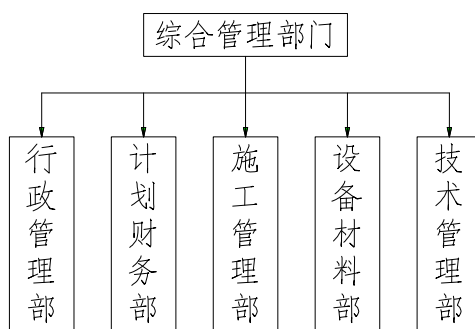 综合管理部门
行政管理部
计划财务部
施工管理部
设备材料部
技术管理部